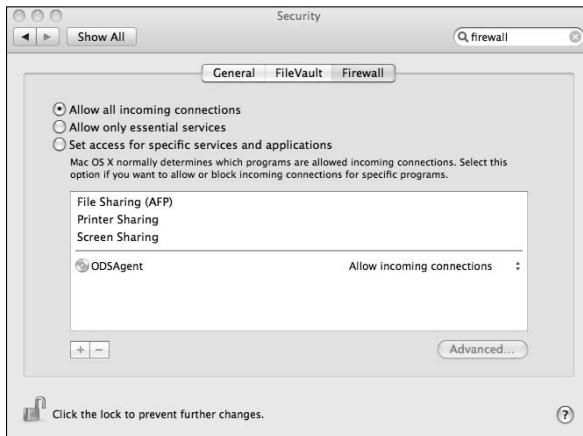 Security
Show All
firewall
General FileVault Firewall
Allow all incoming connections
Allow only essential services
Set access for specific services and applications
Mac OS X normally determines which programs are allowed incoming connections. Select this
option if you want to allow or block incoming connections for specific programs.
File Sharing (AFP)
Printer Sharing
Screen Sharing
ODSAgent Allow incoming connections
+ −
Advanced...
Click the lock to prevent further changes.
?